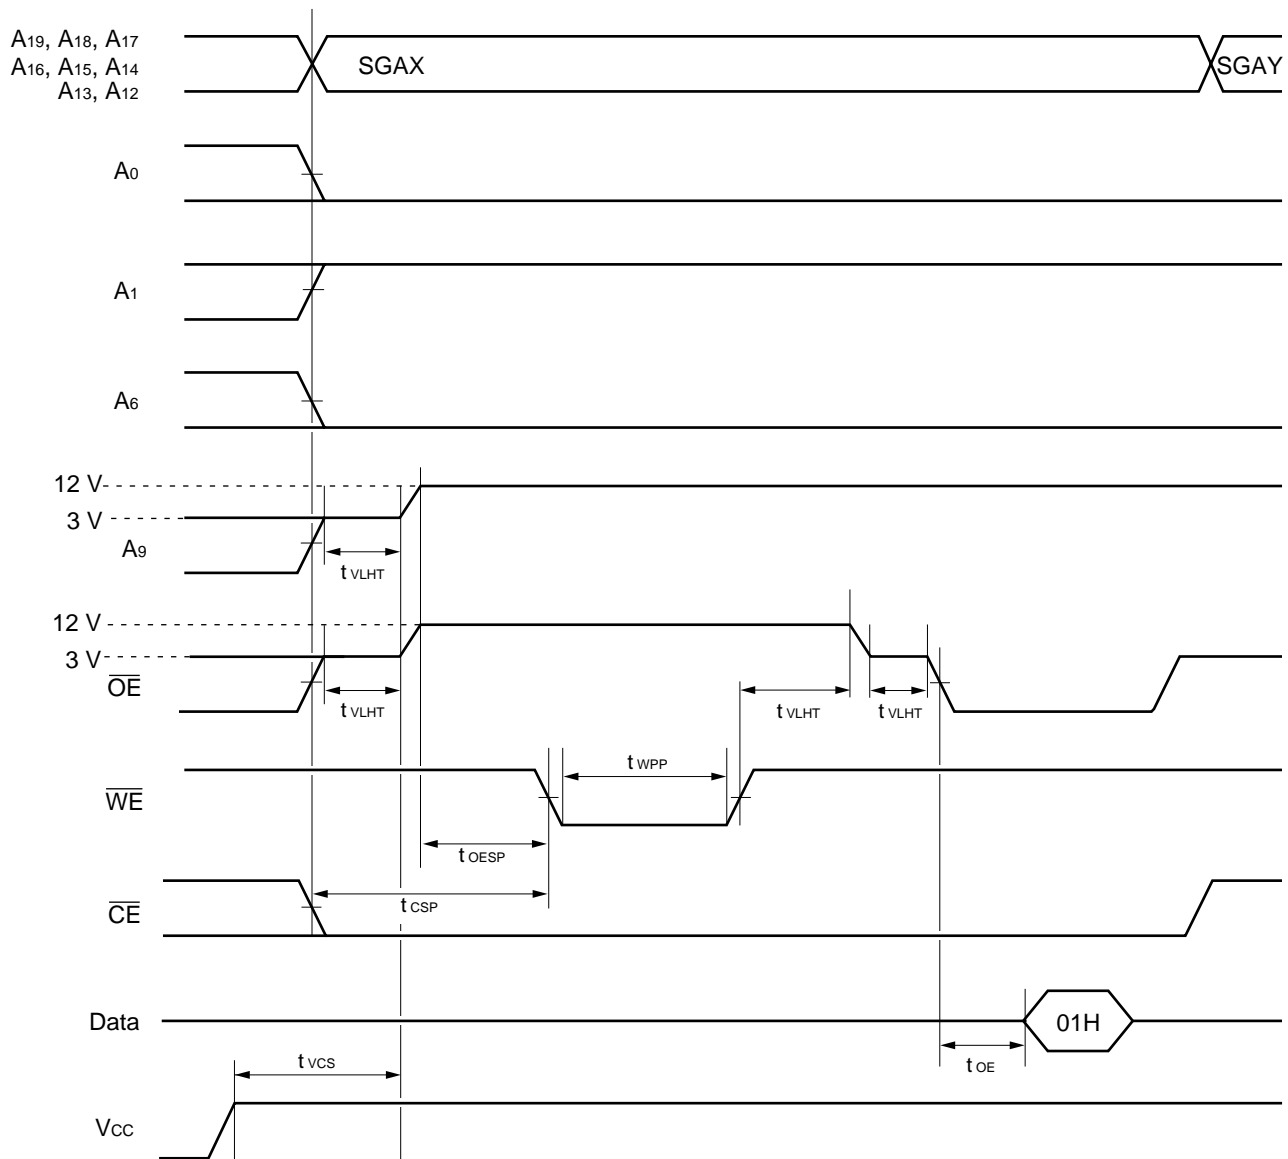 A19, A18, A17
A16, A15, A14
A13, A12
SGAX
SGAY
A0
A1
A6
12 V
3 V
A9
t VLHT
12 V
3 V
OE
t VLHT
t VLHT
t VLHT
WE
t WPP
t OESP
CE
t CSP
Data
01H
t OE
t VCS
VCC